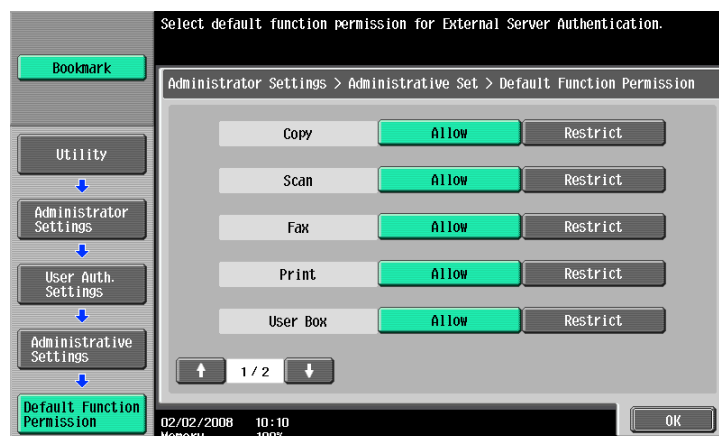 Select default function permission for External Server Authentication.
Bookmark
Administrator Settings > Administrative Set > Default Function Permission
Copy Allow Restrict
Utility
Scan Allow Restrict
Administrator
Settings
Fax Allow Restrict
User Auth.
Settings
Print Allow Restrict
User Box Allow Restrict
Administrative
Settings
1 / 2
Default Function
Permission
02/02/2008 10:10
Memory 100%
OK